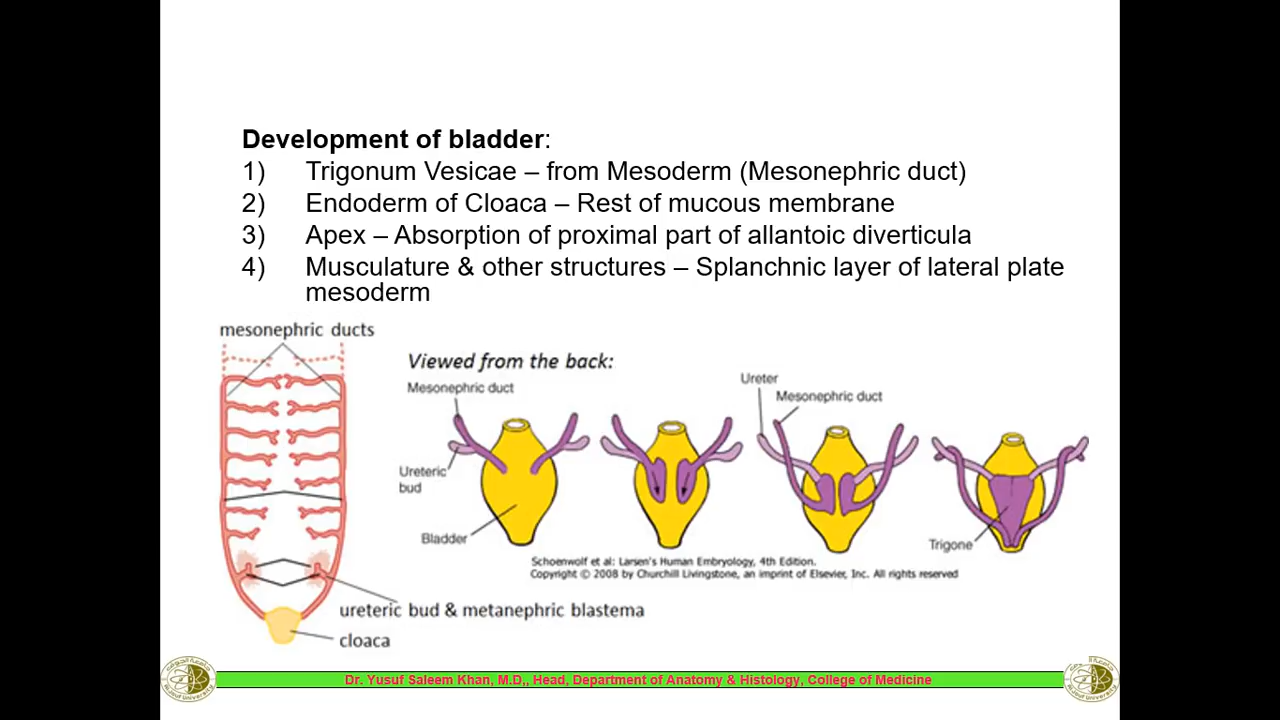 Development of bladder:
1) Trigonum Vesicae – from Mesoderm (Mesonephric duct)
2) Endoderm of Cloaca – Rest of mucous membrane
3) Apex – Absorption of proximal part of allantoic diverticula
4) Musculature & other structures – Splanchnic layer of lateral plate
mesoderm
mesonephric ducts
Viewed from the back:
Mesonephric duct
Ureteric
bud
Bladder
Ureter
Mesonephric duct
Trigone
Schoenwolf et al: Larsen's Human Embryology, 4th Edition.
Copyright © 2008 by Churchill Livingstone, an imprint of Elsevier, Inc. All rights reserved
ureteric bud & metanephric blastema
cloaca
Dr. Yusuf Saleem Khan, M.D,, Head, Department of Anatomy & Histology, College of Medicine